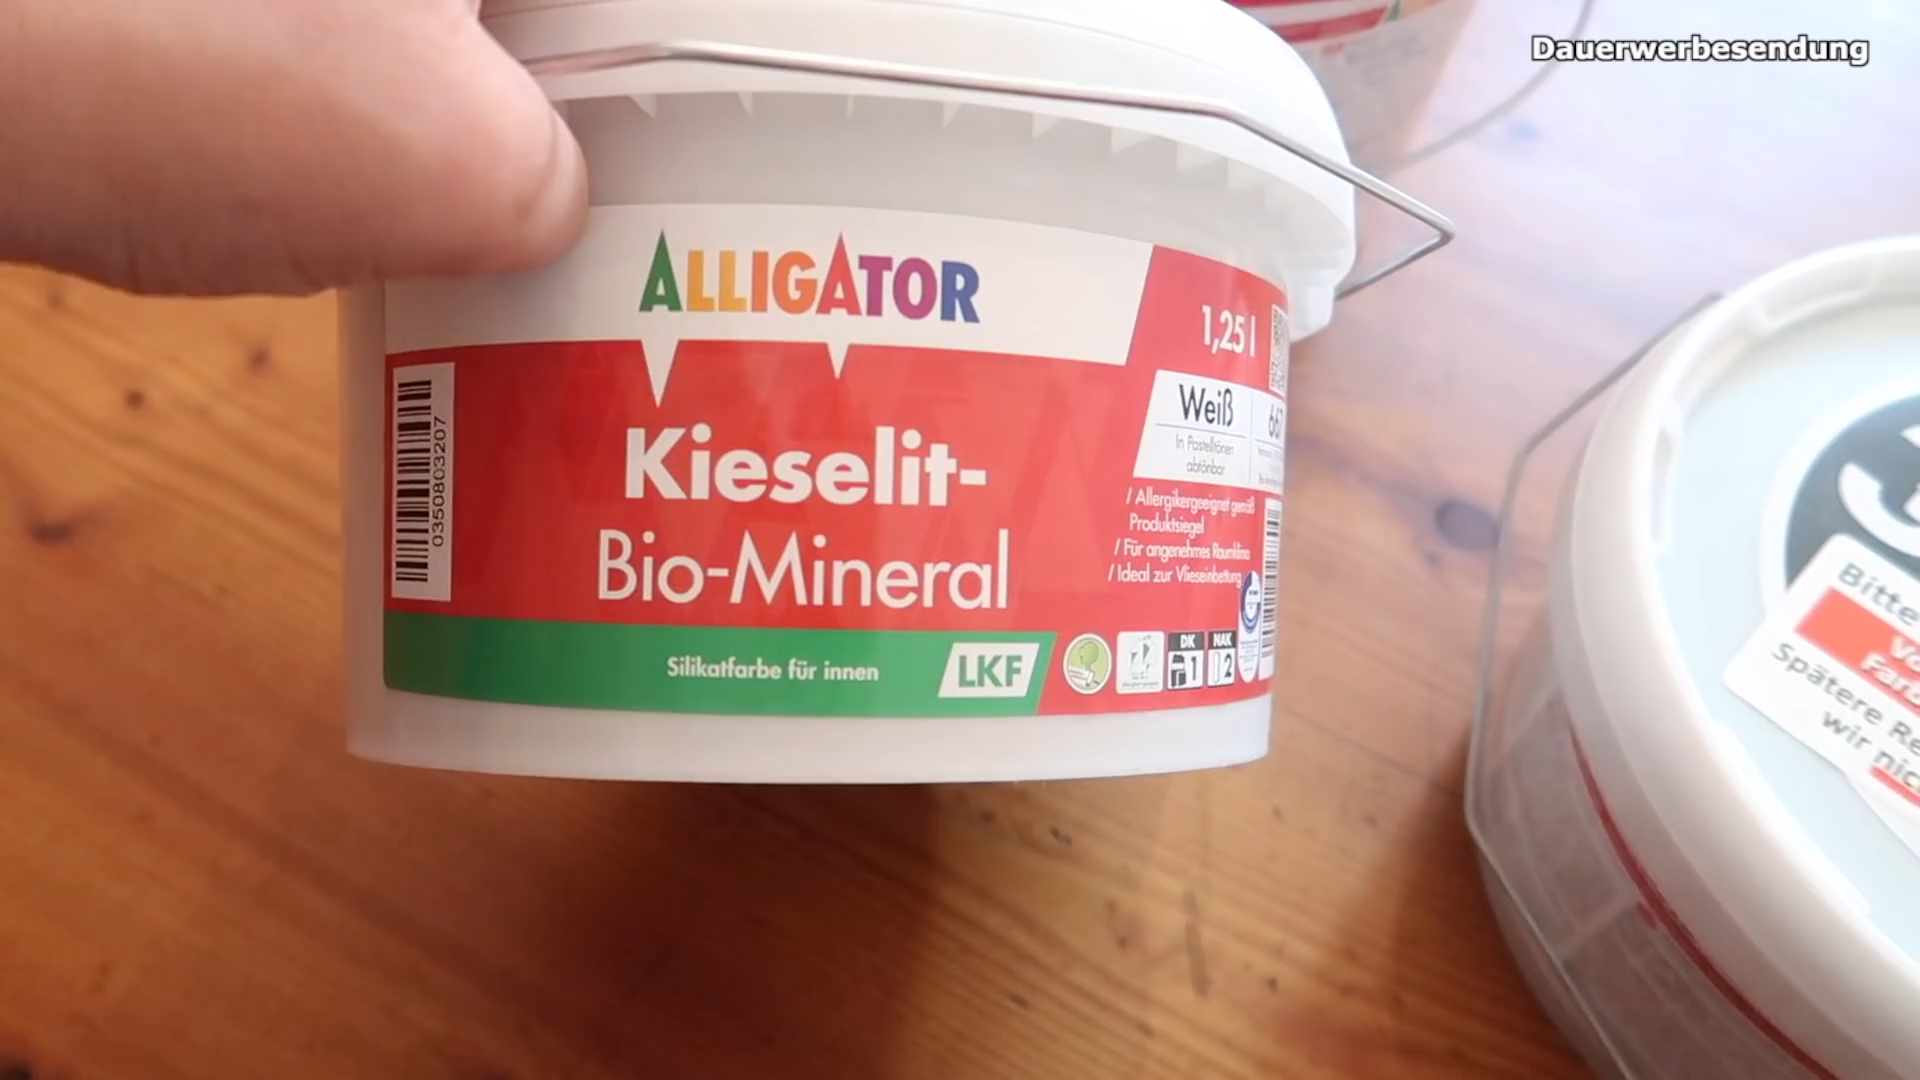 Dauerwerbesendung
ALLIGATOR
1,25 l
Weiß
In Pastelltönen
abtönbar
Kieselit-
Bio-Mineral
/ Allergikergeeignet gemäß
Produktsiegel
/ Für angenehmes Raumklima
/ Ideal zur Vlieseinbettung
0350803207
Silikatfarbe für innen
LKF
DK
1
NAK
2
Bitte
Spätere Re
wir nic